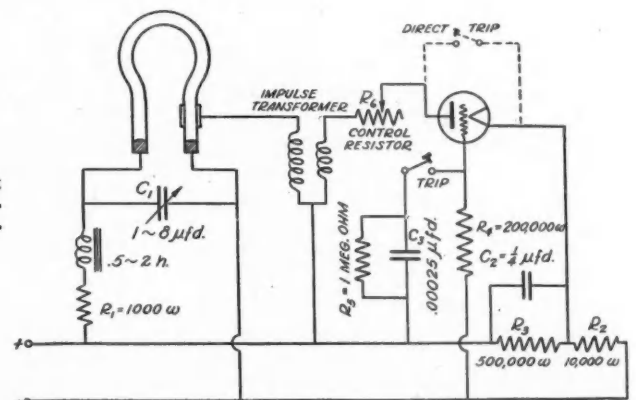 DIRECT TRIP
IMPULSE
TRANSFORMER
R6
CONTROL
RESISTOR
TRIP
C1
1~8 μfd.
.5~2 h.
R1=1000 ω
R5=1 MEG. OHM
C3
.00025 μfd.
R4=200,000 ω
C2=¼ μfd.
R3
500,000 ω
R2
10,000 ω
+